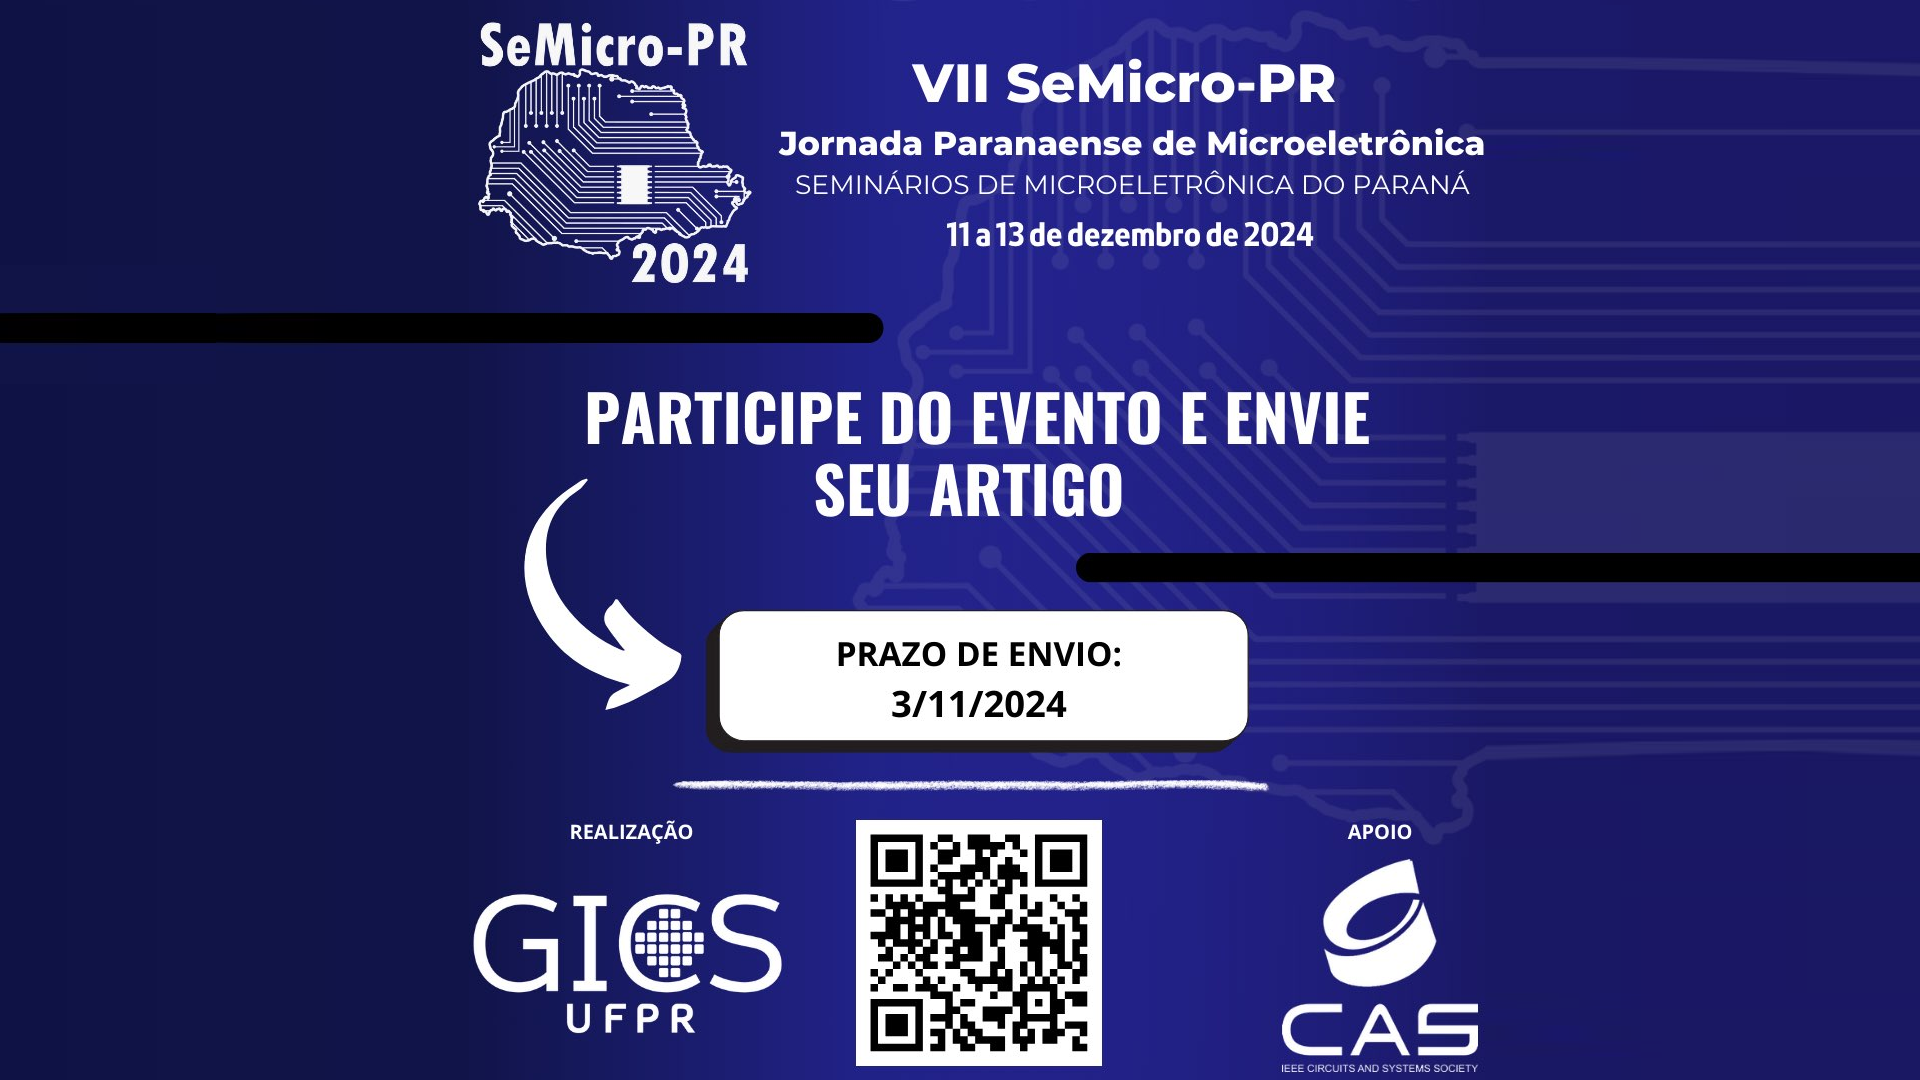 SeMicro-PR
2024
VII SeMicro-PR
Jornada Paranaense de Microeletrônica
SEMINÁRIOS DE MICROELETRÔNICA DO PARANÁ
11 a 13 de dezembro de 2024
PARTICIPE DO EVENTO E ENVIE
SEU ARTIGO
PRAZO DE ENVIO:
3/11/2024
REALIZAÇÃO
GICS
UFPR
APOIO
CAS
IEEE CIRCUITS AND SYSTEMS SOCIETY